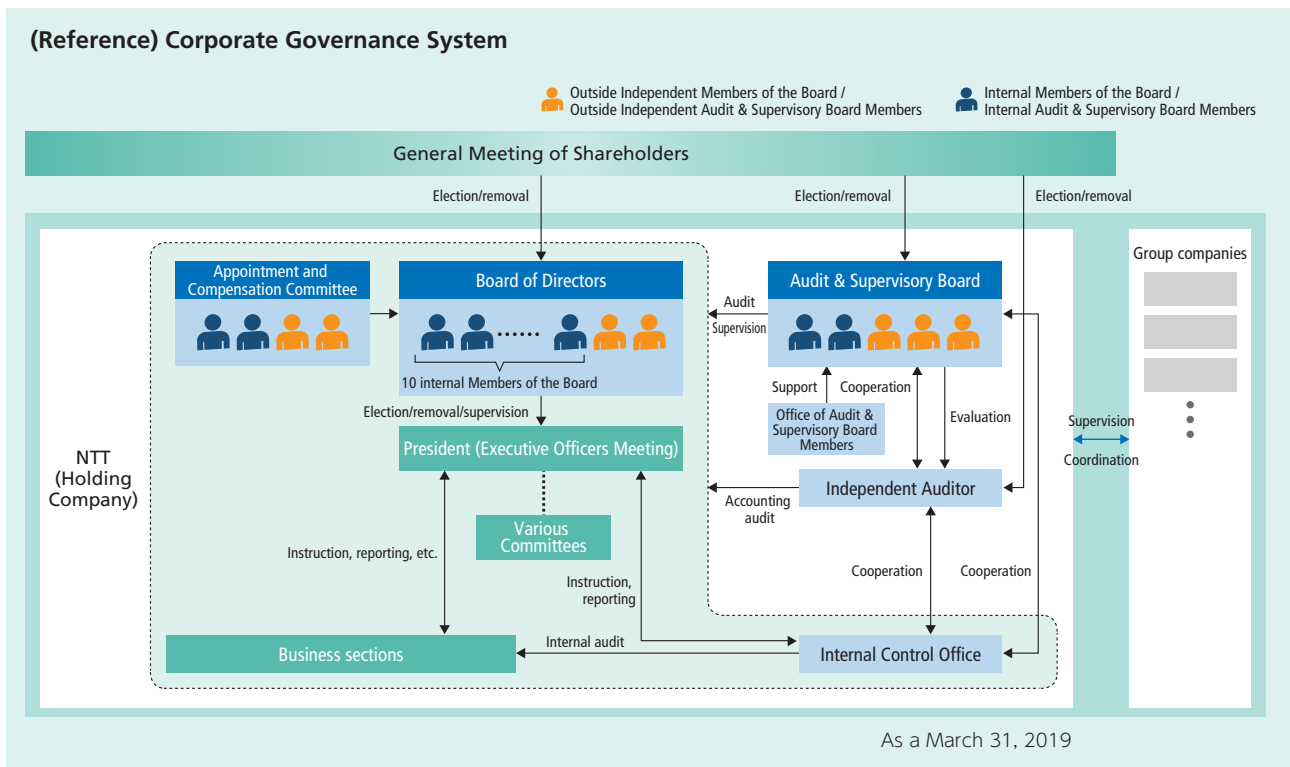 (Reference) Corporate Governance System
Outside Independent Members of the Board /
Outside Independent Audit & Supervisory Board Members
Internal Members of the Board /
Internal Audit & Supervisory Board Members
General Meeting of Shareholders
Election/removal
Election/removal
Election/removal
Appointment and
Compensation Committee
Board of Directors
10 internal Members of the Board
Audit
Supervision
Audit & Supervisory Board
Group companies
Support
Cooperation
Evaluation
Office of Audit &
Supervisory Board
Members
Election/removal/supervision
President (Executive Officers Meeting)
Supervision
Coordination
NTT
(Holding
Company)
Independent Auditor
Accounting
audit
Various
Committees
Instruction, reporting, etc.
Instruction,
reporting
Cooperation
Cooperation
Business sections
Internal audit
Internal Control Office
As a March 31, 2019